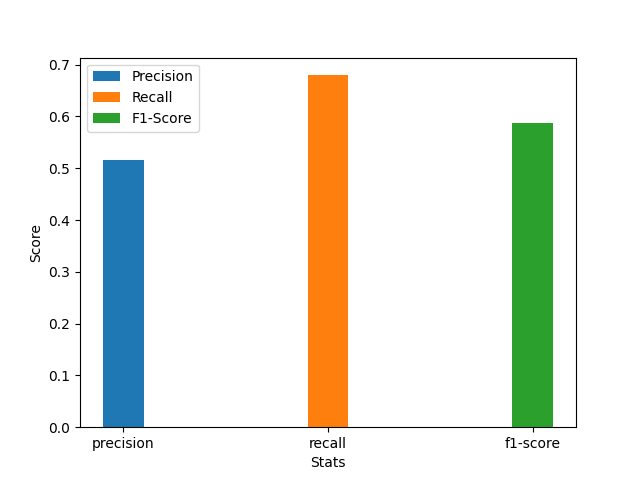 0.7
0.6
0.5
0.4
0.3
0.2
0.1
0.0
Score
Precision
Recall
F1-Score
precision
recall
f1-score
Stats